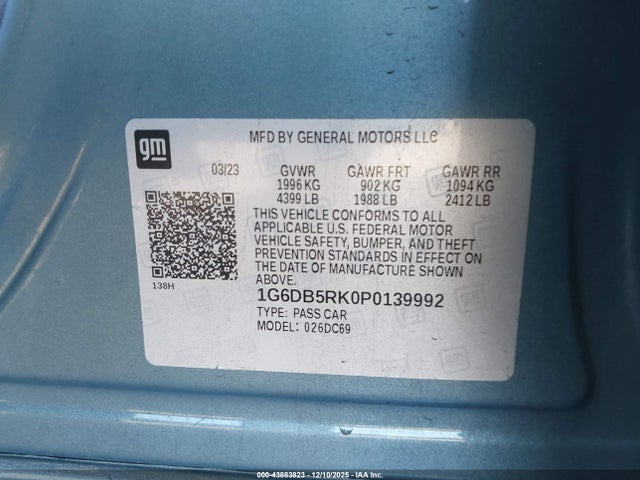 gm
MFD BY GENERAL MOTORS LLC
03/23 GVWR GAWR FRT GAWR RR
1996 KG 902 KG 1094 KG
4399 LB 1988 LB 2412 LB
THIS VEHICLE CONFORMS TO ALL
APPLICABLE U.S. FEDERAL MOTOR
VEHICLE SAFETY, BUMPER, AND THEFT
PREVENTION STANDARDS IN EFFECT ON
THE DATE OF MANUFACTURE SHOWN
ABOVE.
138H
1G6DB5RK0P0139992
TYPE: PASS CAR
MODEL: 026DC69
© 000-43883823 - 12/10/2025 - IAA Inc.